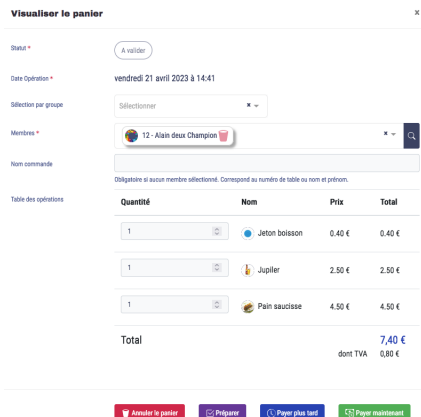 Visualiser le panier ×
Statut * A valider
Date Opération * vendredi 21 avril 2023 à 14:41
Sélection par groupe Sélectionner ×
Membres * 12 - Alain deux Champion ×
Nom commande
Obligatoire si aucun membre sélectionné. Correspond au numéro de table ou nom et prénom.
Table des opérations Quantité Nom Prix Total
1 Jeton boisson 0.40 € 0,40 €
1 Jupiler 2.50 € 2,50 €
1 Pain saucisse 4.50 € 4,50 €
Total 7,40 €
dont TVA 0,80 €
Annuler le panier Préparer Payer plus tard Payer maintenant